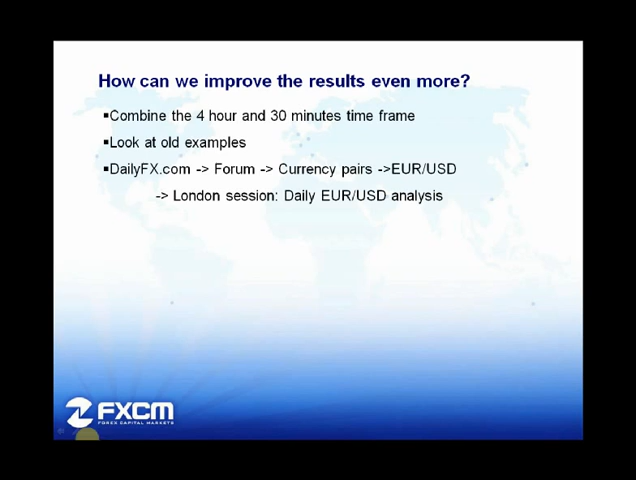 How can we improve the results even more?
▪Combine the 4 hour and 30 minutes time frame
▪Look at old examples
▪DailyFX.com -> Forum -> Currency pairs ->EUR/USD
-> London session: Daily EUR/USD analysis
FXCM
FOREX CAPITAL MARKETS